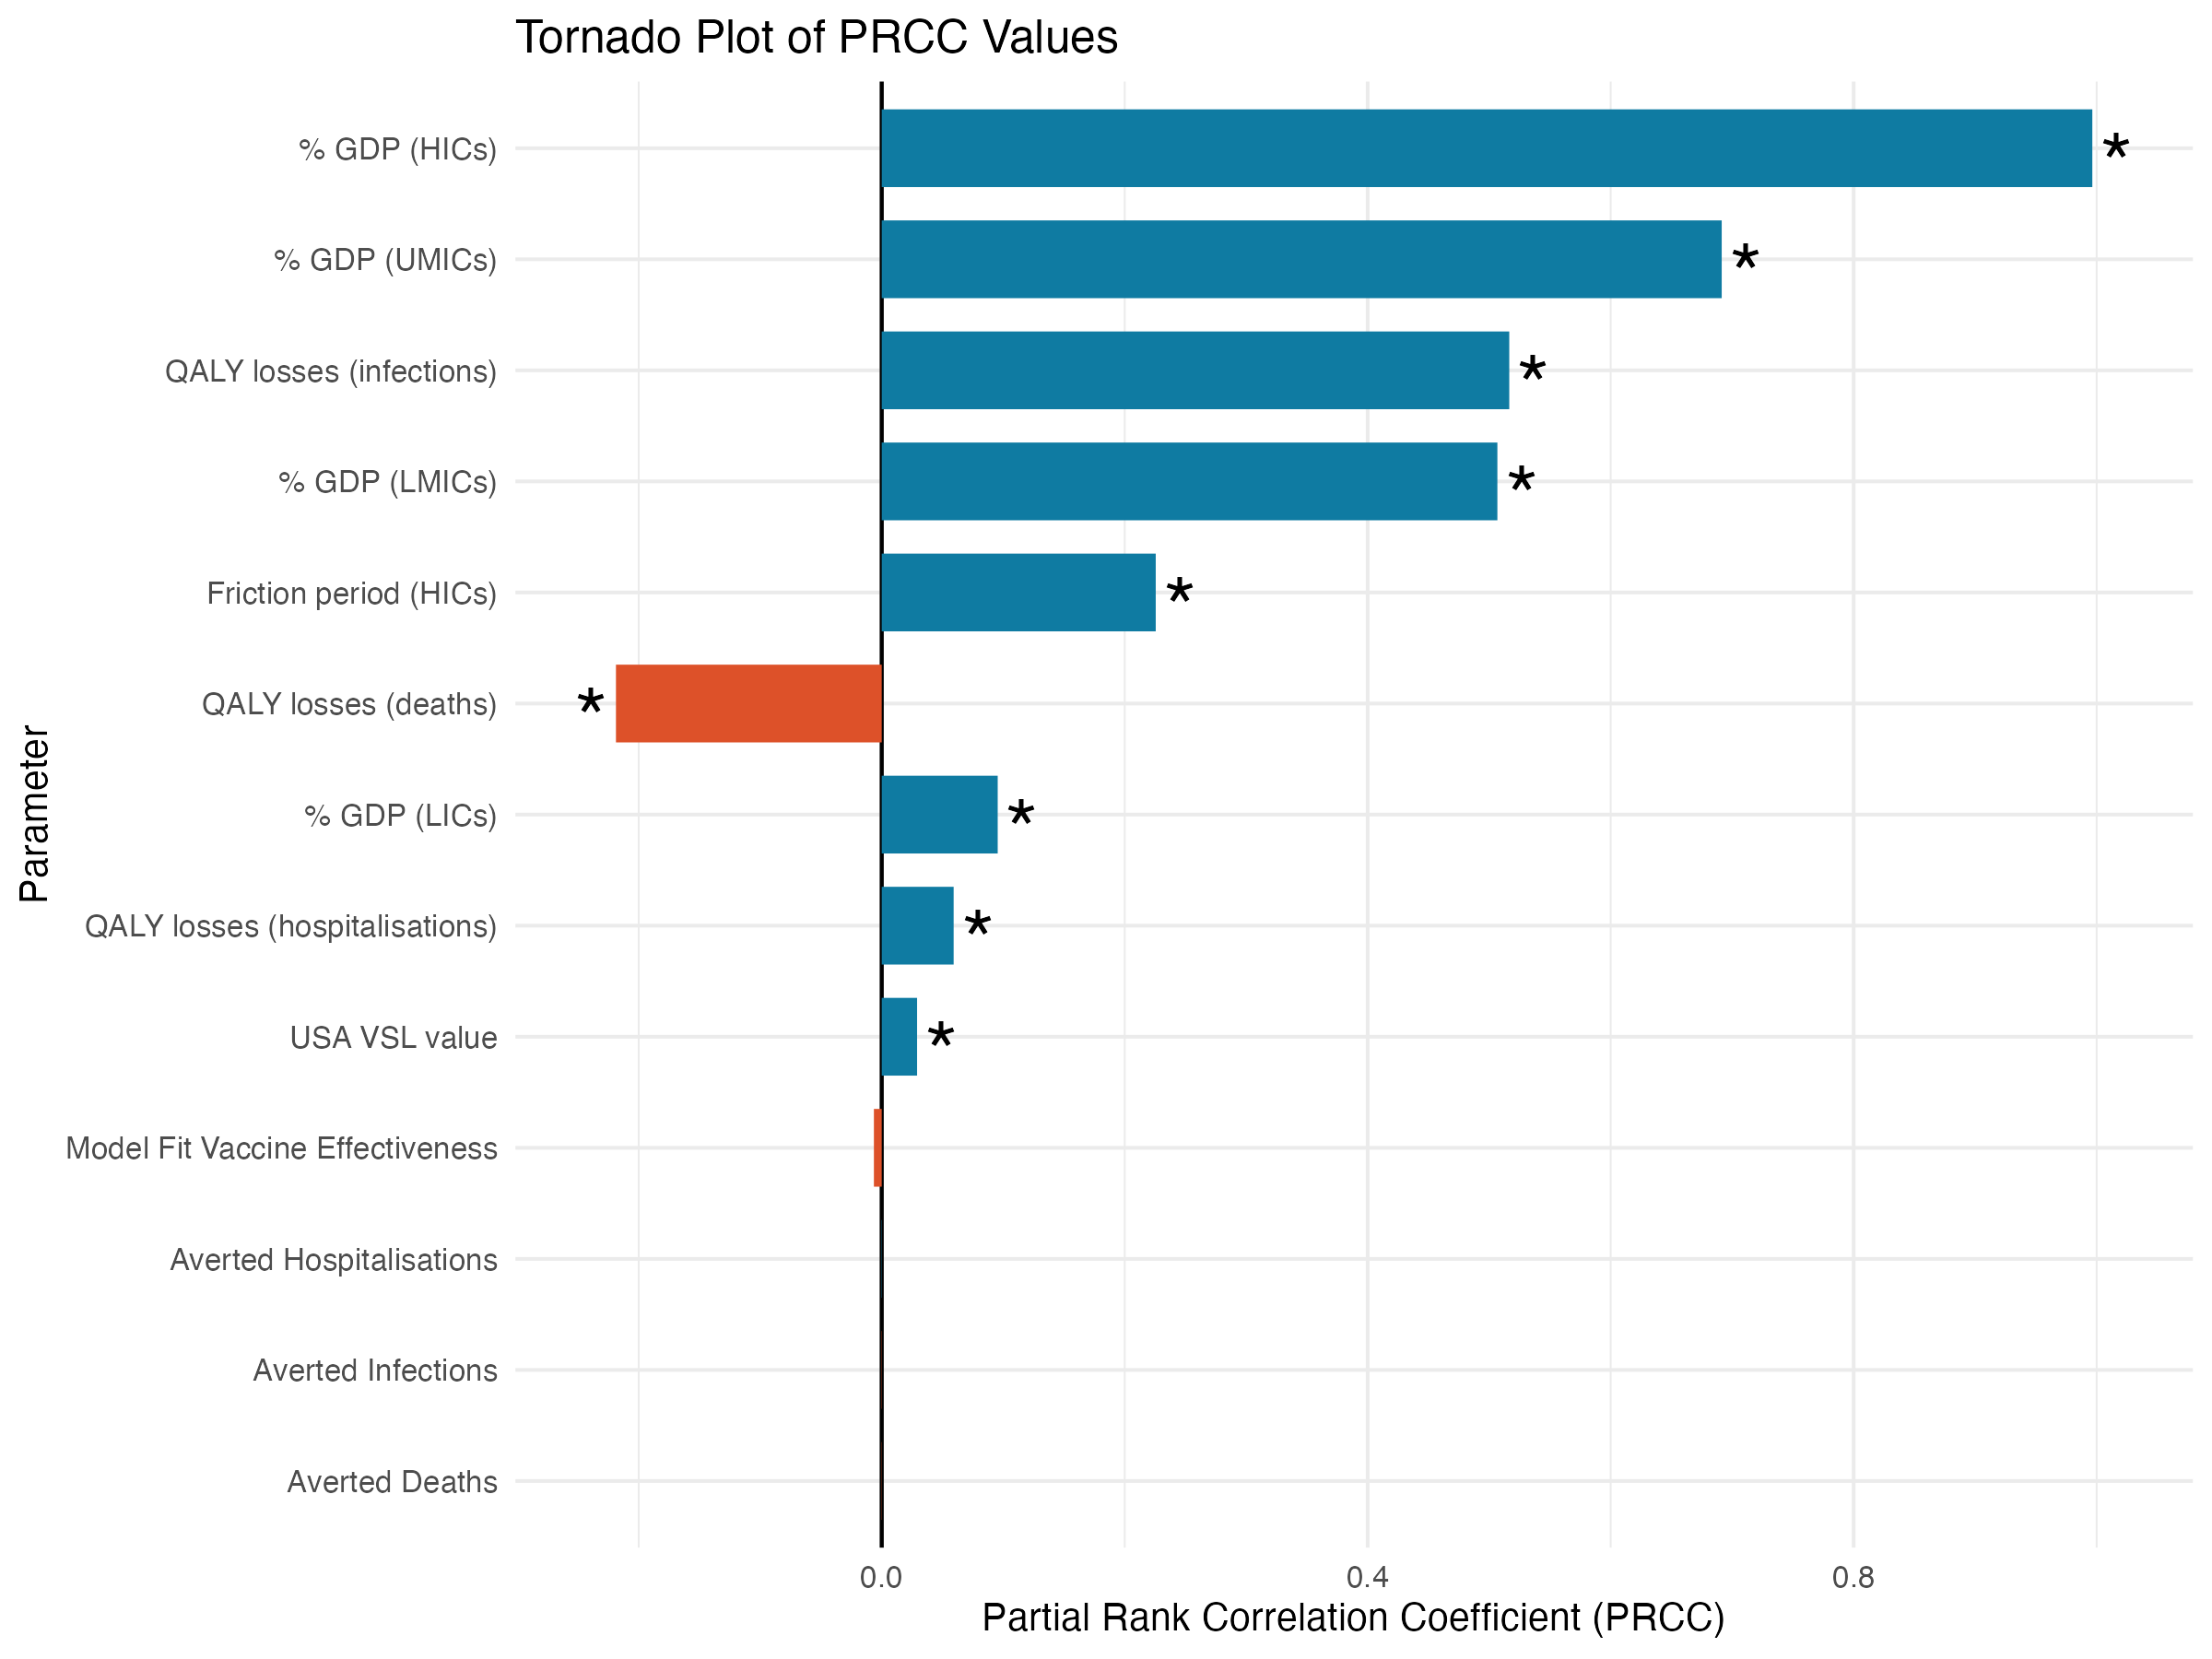 Tornado Plot of PRCC Values
% GDP (HICs)
*
% GDP (UMICs)
*
QALY losses (infections)
*
% GDP (LMICs)
*
Friction period (HICs)
*
QALY losses (deaths)
*
% GDP (LICs)
*
QALY losses (hospitalisations)
*
USA VSL value
*
Model Fit Vaccine Effectiveness
Averted Hospitalisations
Averted Infections
Averted Deaths
Parameter
0.0 0.4 0.8
Partial Rank Correlation Coefficient (PRCC)